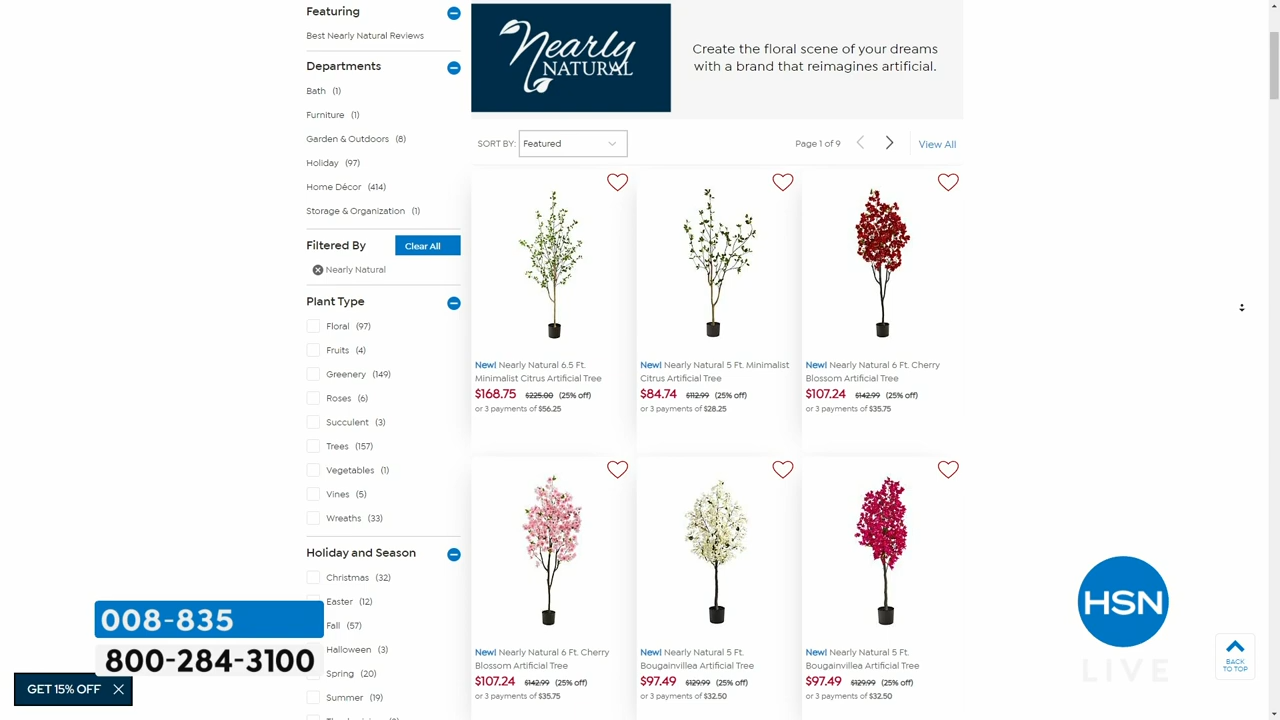 Featuring
Best Nearly Natural Reviews
Departments
Bath (1)
Furniture (1)
Garden & Outdoors (8)
Holiday (97)
Home Décor (414)
Storage & Organization (1)
Filtered By
Clear All
Nearly Natural
Plant Type
Floral (97)
Fruits (4)
Greenery (149)
Roses (6)
Succulent (3)
Trees (157)
Vegetables (1)
Vines (5)
Wreaths (33)
Holiday and Season
Christmas (32)
Easter (12)
Fall (57)
Halloween (3)
Spring (20)
Summer (19)
Nearly
NATURAL
Create the floral scene of your dreams
with a brand that reimagines artificial.
SORT BY: Featured
Page 1 of 9
View All
New! Nearly Natural 6.5 Ft.
Minimalist Citrus Artificial Tree
$168.75 $225.00 (25% off)
or 3 payments of $56.25
New! Nearly Natural 5 Ft. Minimalist
Citrus Artificial Tree
$84.74 $112.99 (25% off)
or 3 payments of $28.25
New! Nearly Natural 6 Ft. Cherry
Blossom Artificial Tree
$107.24 $142.99 (25% off)
or 3 payments of $35.75
New! Nearly Natural 6 Ft. Cherry
Blossom Artificial Tree
$107.24 $142.99 (25% off)
or 3 payments of $35.75
New! Nearly Natural 5 Ft.
Bougainvillea Artificial Tree
$97.49 $129.99 (25% off)
or 3 payments of $32.50
New! Nearly Natural 5 Ft.
Bougainvillea Artificial Tree
$97.49 $129.99 (25% off)
or 3 payments of $32.50
008-835
800-284-3100
GET 15% OFF
HSN
LIVE
BACK
TO TOP